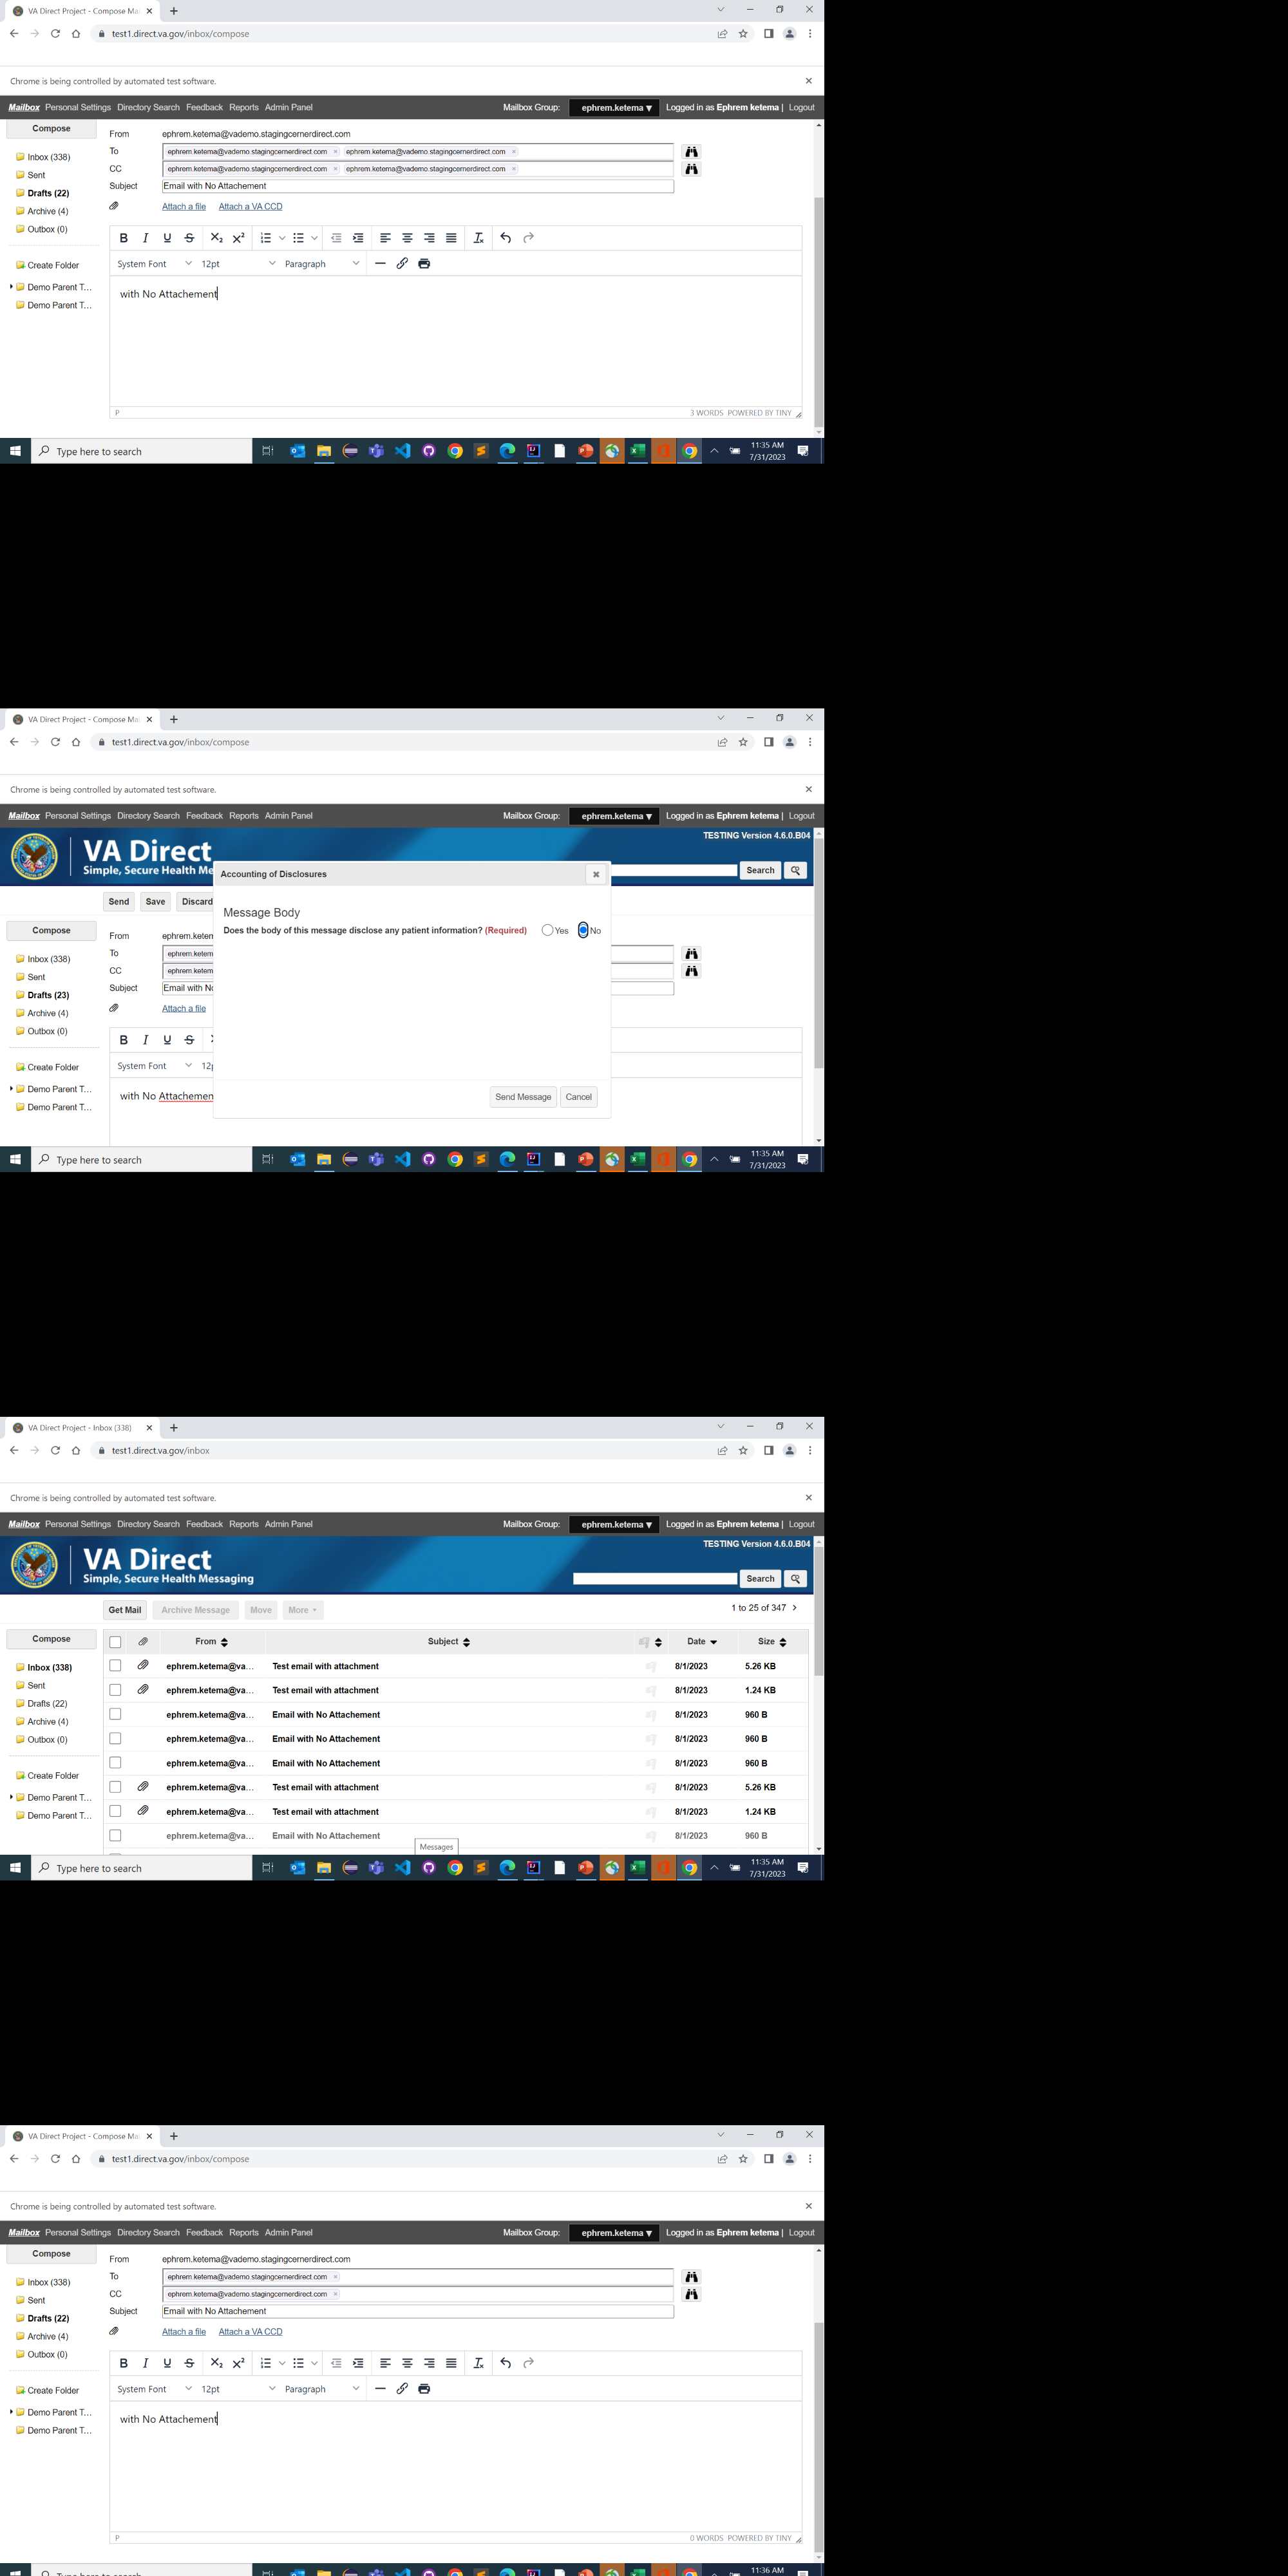 VA Direct Project - Compose Ma
test1.direct.va.gov/inbox/compose
Chrome is being controlled by automated test software.
Mailbox Personal Settings Directory Search Feedback Reports Admin Panel Mailbox Group: ephrem.ketema ▼ Logged in as Ephrem ketema | Logout
Compose
From ephrem.ketema@vademo.stagingcernerdirect.com
Inbox (338)
To ephrem.ketema@vademo.stagingcernerdirect.com × ephrem.ketema@vademo.stagingcernerdirect.com ×
Sent
CC ephrem.ketema@vademo.stagingcernerdirect.com × ephrem.ketema@vademo.stagingcernerdirect.com ×
Drafts (22)
Subject Email with No Attachement
Archive (4)
Attach a file Attach a VA CCD
Outbox (0)
B I U S X₂ X²
Create Folder
System Font 12pt Paragraph
Demo Parent T...
with No Attachement
Demo Parent T...
P 3 WORDS POWERED BY TINY
Type here to search
11:35 AM
7/31/2023
VA Direct Project - Compose Ma
test1.direct.va.gov/inbox/compose
Chrome is being controlled by automated test software.
Mailbox Personal Settings Directory Search Feedback Reports Admin Panel Mailbox Group: ephrem.ketema ▼ Logged in as Ephrem ketema | Logout
TESTING Version 4.6.0.B04
VA Direct
Simple, Secure Health Me
Search
Accounting of Disclosures
Send Save Discard
Message Body
Does the body of this message disclose any patient information? (Required) Yes No
Compose
From ephrem.keten
Inbox (338)
To ephrem.ketem
Sent
CC ephrem.ketem
Drafts (23)
Subject Email with No
Archive (4)
Attach a file
Outbox (0)
B I U S
Create Folder
System Font 12p
Demo Parent T...
with No Attachemen
Demo Parent T...
Send Message Cancel
Type here to search
11:35 AM
7/31/2023
VA Direct Project - Inbox (338)
test1.direct.va.gov/inbox
Chrome is being controlled by automated test software.
Mailbox Personal Settings Directory Search Feedback Reports Admin Panel Mailbox Group: ephrem.ketema ▼ Logged in as Ephrem ketema | Logout
TESTING Version 4.6.0.B04
VA Direct
Simple, Secure Health Messaging
Search
Get Mail Archive Message Move More 1 to 25 of 347
Compose
Inbox (338)
Sent
Drafts (22)
Archive (4)
Outbox (0)
Create Folder
Demo Parent T...
Demo Parent T...
From Subject Date Size
ephrem.ketema@va... Test email with attachment 8/1/2023 5.26 KB
ephrem.ketema@va... Test email with attachment 8/1/2023 1.24 KB
ephrem.ketema@va... Email with No Attachement 8/1/2023 960 B
ephrem.ketema@va... Email with No Attachement 8/1/2023 960 B
ephrem.ketema@va... Email with No Attachement 8/1/2023 960 B
ephrem.ketema@va... Test email with attachment 8/1/2023 5.26 KB
ephrem.ketema@va... Test email with attachment 8/1/2023 1.24 KB
ephrem.ketema@va... Email with No Attachement 8/1/2023 960 B
Messages
Type here to search
11:35 AM
7/31/2023
VA Direct Project - Compose Ma
test1.direct.va.gov/inbox/compose
Chrome is being controlled by automated test software.
Mailbox Personal Settings Directory Search Feedback Reports Admin Panel Mailbox Group: ephrem.ketema ▼ Logged in as Ephrem ketema | Logout
Compose
From ephrem.ketema@vademo.stagingcernerdirect.com
Inbox (338)
To ephrem.ketema@vademo.stagingcernerdirect.com ×
Sent
CC ephrem.ketema@vademo.stagingcernerdirect.com ×
Drafts (22)
Subject Email with No Attachement
Archive (4)
Attach a file Attach a VA CCD
Outbox (0)
B I U S X₂ X²
Create Folder
System Font 12pt Paragraph
Demo Parent T...
with No Attachement
Demo Parent T...
P 0 WORDS POWERED BY TINY
Type here to search
11:36 AM